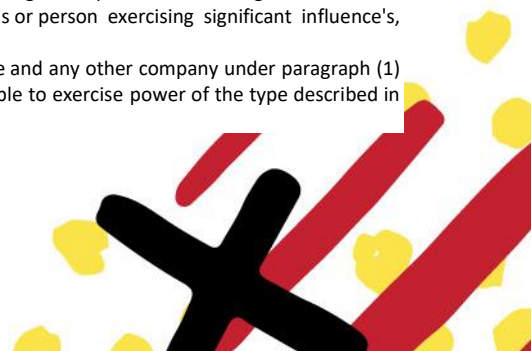 s or person exercising significant influence's,
e and any other company under paragraph (1)
ble to exercise power of the type described in